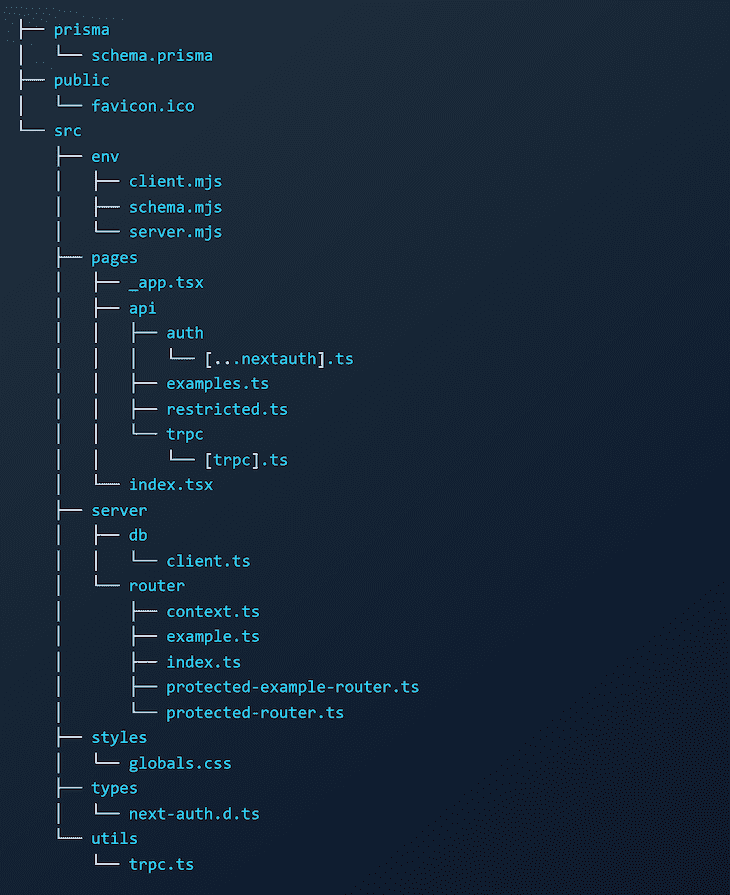 ├── prisma
│   └── schema.prisma
├── public
│   └── favicon.ico
└── src
    ├── env
    │   ├── client.mjs
    │   ├── schema.mjs
    │   └── server.mjs
    ├── pages
    │   ├── _app.tsx
    │   ├── api
    │   │   ├── auth
    │   │   │   └── [...nextauth].ts
    │   │   ├── examples.ts
    │   │   ├── restricted.ts
    │   │   └── trpc
    │   │       └── [trpc].ts
    │   └── index.tsx
    ├── server
    │   ├── db
    │   │   └── client.ts
    │   └── router
    │       ├── context.ts
    │       ├── example.ts
    │       ├── index.ts
    │       ├── protected-example-router.ts
    │       └── protected-router.ts
    ├── styles
    │   └── globals.css
    ├── types
    │   └── next-auth.d.ts
    └── utils
        └── trpc.ts